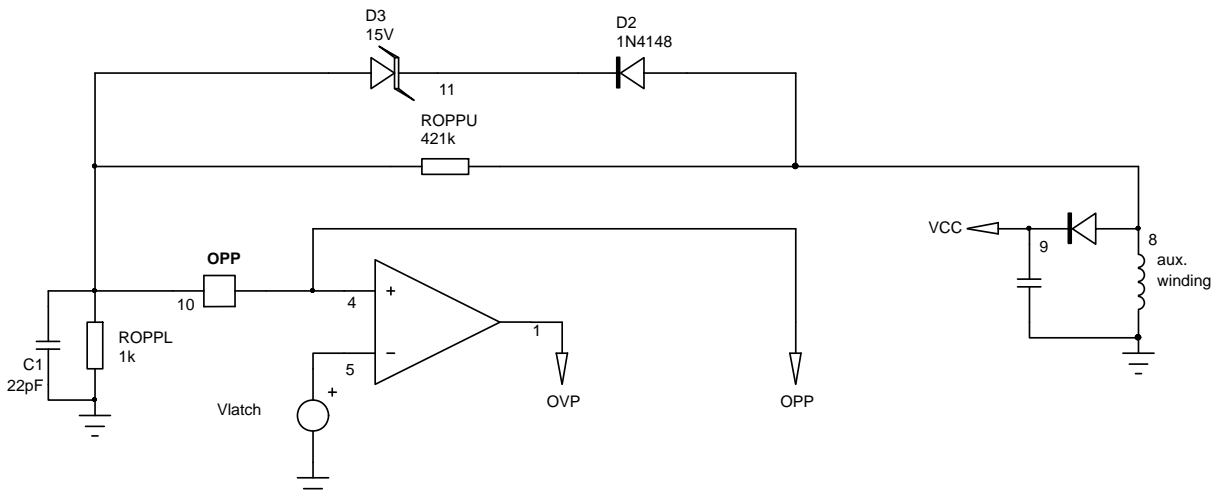 D3
15V
D2
1N4148
11
ROPPU
421k
VCC
9
8
aux.
winding
OPP
10
4
+
ROPPL
1k
C1
22pF
5
−
1
+
Vlatch
OVP
OPP